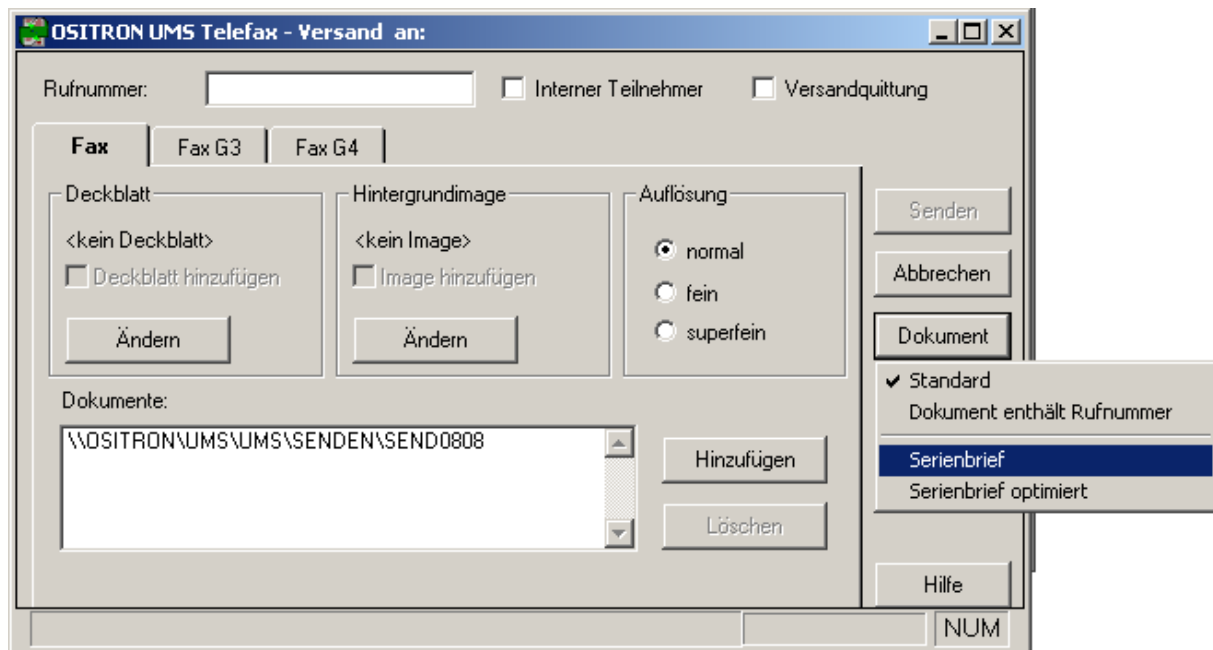 OSITRON UMS Telefax - Versand an:
Rufnummer:
Interner Teilnehmer
Versandquittung
Fax
Fax G3
Fax G4
Deckblatt
<kein Deckblatt>
Deckblatt hinzufügen
Ändern
Hintergrundimage
<kein Image>
Image hinzufügen
Ändern
Auflösung
normal
fein
superfein
Senden
Abbrechen
Dokument
Standard
Dokument enthält Rufnummer
Serienbrief
Serienbrief optimiert
Dokumente:
\\OSITRON\UMS\UMS\SENDEN\SEND0808
Hinzufügen
Löschen
Hilfe
NUM